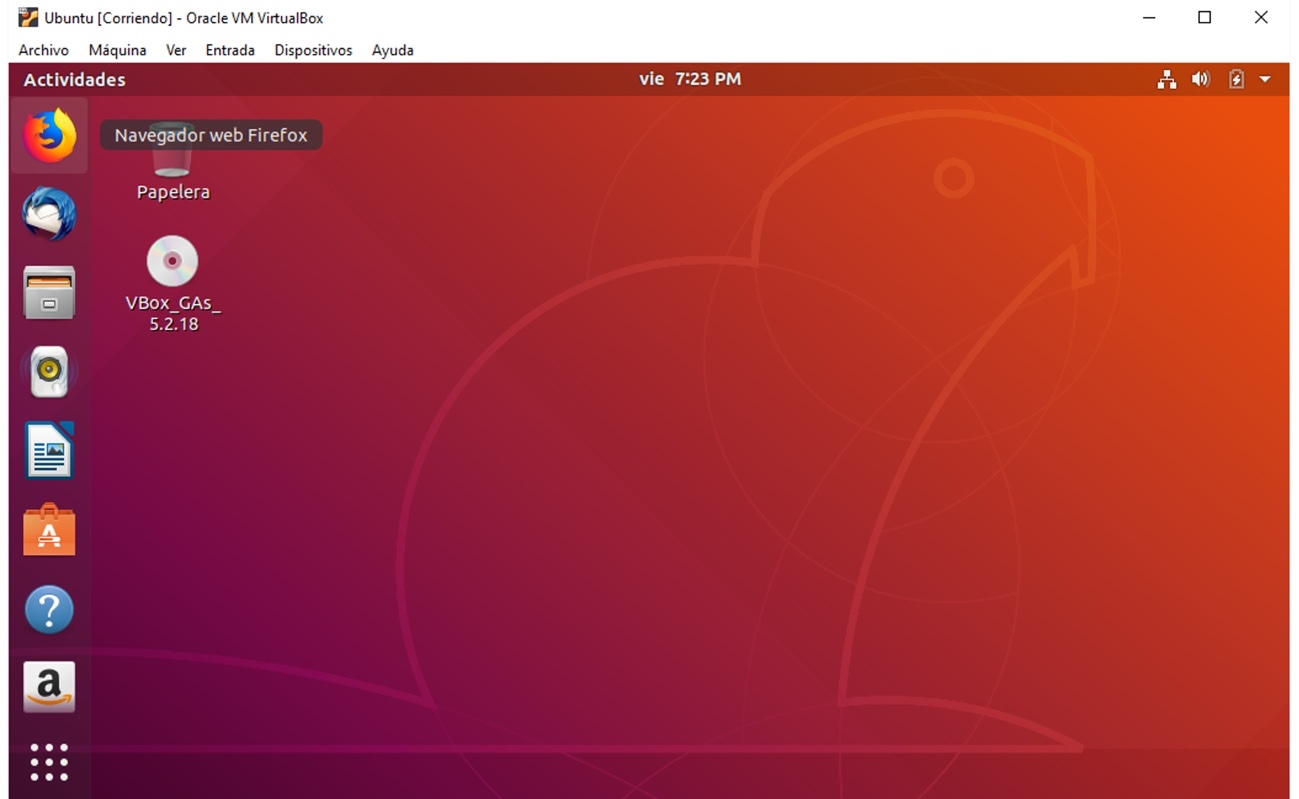 Ubuntu [Corriendo] - Oracle VM VirtualBox
Archivo Máquina Ver Entrada Dispositivos Ayuda
Actividades vie 7:23 PM
Navegador web Firefox
Papelera
VBox_GAs_
5.2.18
A
?
a